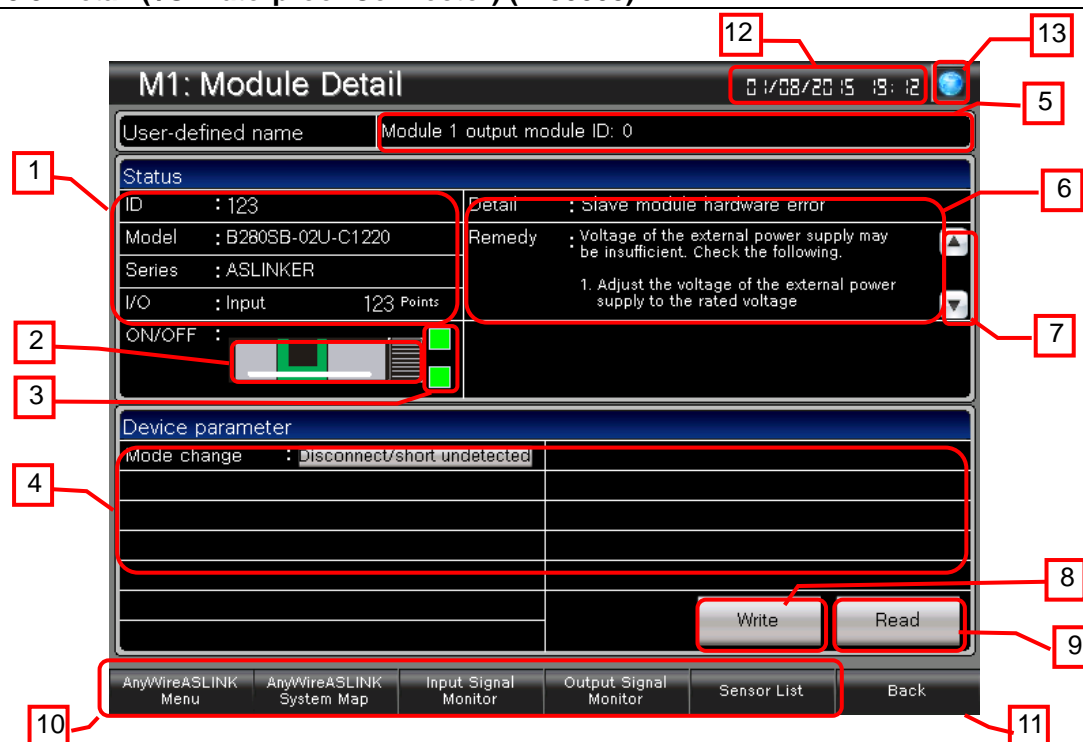 12
13
M1: Module Detail
01/08/2015 19:12
5
User-defined name
Module 1 output module ID: 0
1
Status
6
ID : 123
Detail : Slave module hardware error
Model : B280SB-02U-C1220
Remedy : Voltage of the external power supply may
be insufficient. Check the following.
Series : ASLINKER
1. Adjust the voltage of the external power
supply to the rated voltage
I/O : Input 123 Points
2
ON/OFF :
7
3
Device parameter
Mode change : Disconnect/short undetected
4
8
Write
Read
9
AnyWireASLINK
Menu
AnyWireASLINK
System Map
Input Signal
Monitor
Output Signal
Monitor
Sensor List
Back
10
11